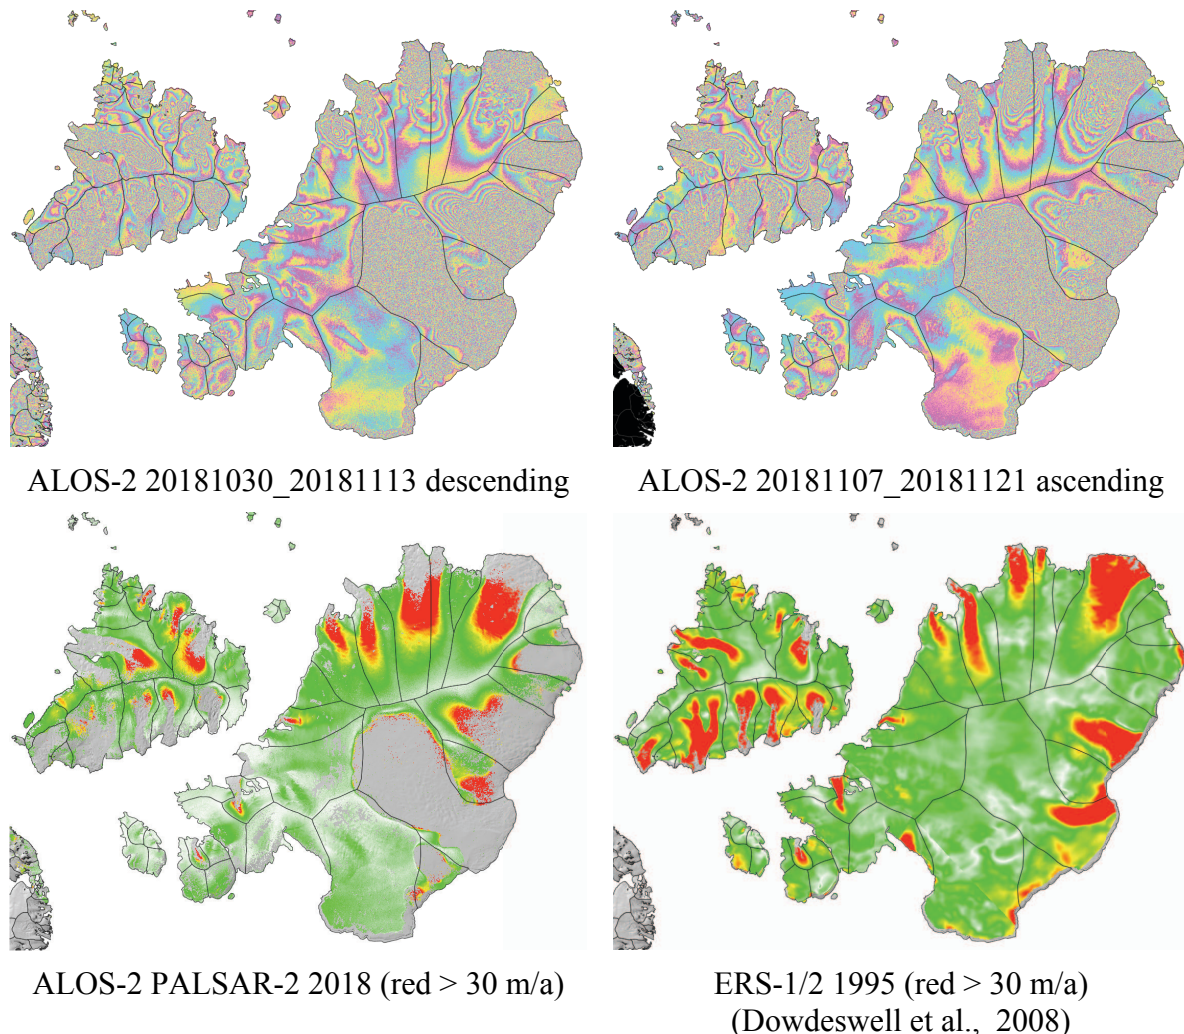 ALOS-2 20181030_20181113 descending
ALOS-2 20181107_20181121 ascending
ALOS-2 PALSAR-2 2018 (red > 30 m/a)
ERS-1/2 1995 (red > 30 m/a)
(Dowdeswell et al., 2008)